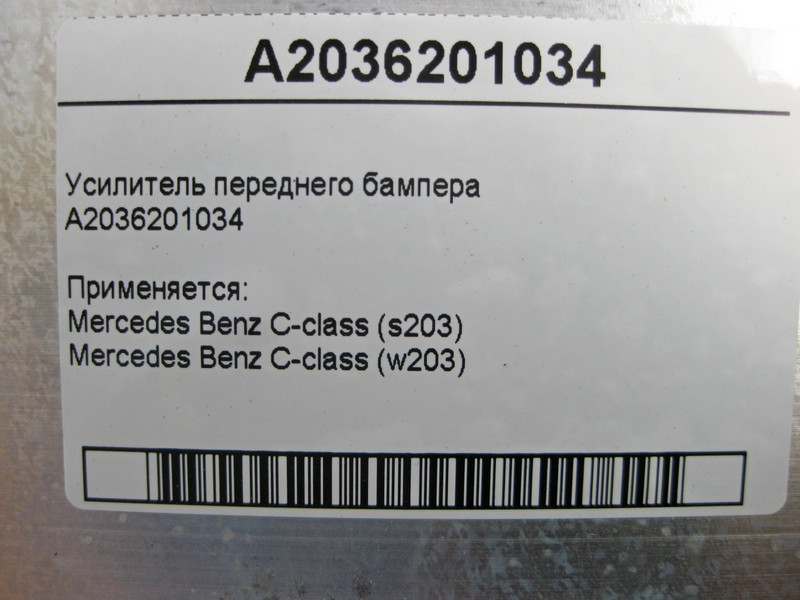 A2036201034
Усилитель переднего бампера
A2036201034
Применяется:
Mercedes Benz C-class (s203)
Mercedes Benz C-class (w203)